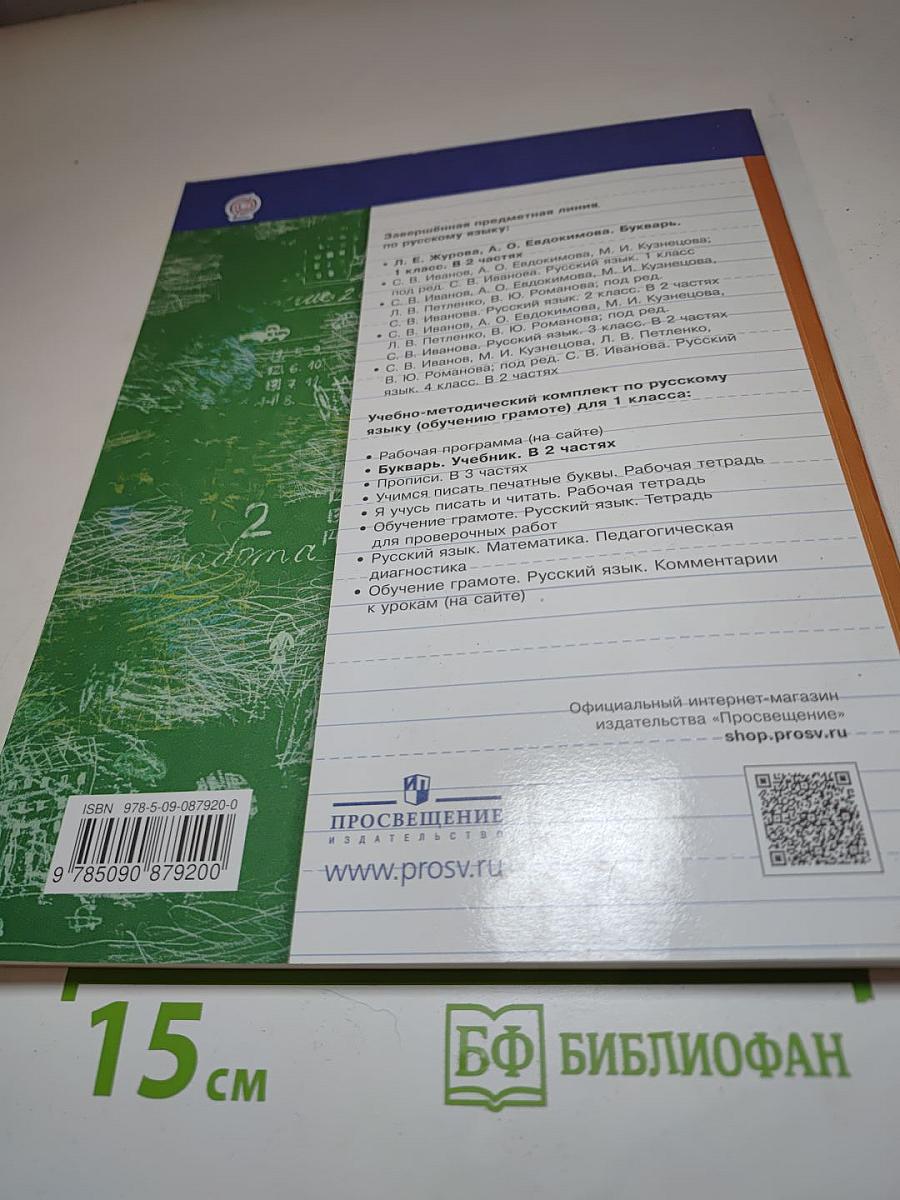 Завершённая предметная линия
по русскому языку:
• Л. Е. Журова, А. О. Евдокимова. Букварь.
1 класс. В 2 частях
• С. В. Иванов, А. О. Евдокимова, М. И. Кузнецова;
под ред. С. В. Иванова. Русский язык. 1 класс
• С. В. Иванов, А. О. Евдокимова, М. И. Кузнецова,
Л. В. Петленко, В. Ю. Романова; под ред.
С. В. Иванова. Русский язык. 2 класс. В 2 частях
• С. В. Иванов, А. О. Евдокимова, М. И. Кузнецова,
Л. В. Петленко, В. Ю. Романова; под ред.
С. В. Иванова. Русский язык. 3 класс. В 2 частях
• С. В. Иванов, М. И. Кузнецова, Л. В. Петленко,
В. Ю. Романова; под ред. С. В. Иванова. Русский
язык. 4 класс. В 2 частях
Учебно-методический комплект по русскому
языку (обучению грамоте) для 1 класса:
• Рабочая программа (на сайте)
• Букварь. Учебник. В 2 частях
• Прописи. В 3 частях
• Учимся писать печатные буквы. Рабочая тетрадь
• Я учусь писать и читать. Рабочая тетрадь
• Обучение грамоте. Русский язык. Тетрадь
для проверочных работ
• Русский язык. Математика. Педагогическая
диагностика
• Обучение грамоте. Русский язык. Комментарии
к урокам (на сайте)
2
работа
Официальный интернет-магазин
издательства «Просвещение»
shop.prosv.ru
ПРОСВЕЩЕНИЕ
ИЗДАТЕЛЬСТВО
www.prosv.ru
ISBN 978-5-09-087920-0
9 785090 879200
15 см
БФ БИБЛИОФАН